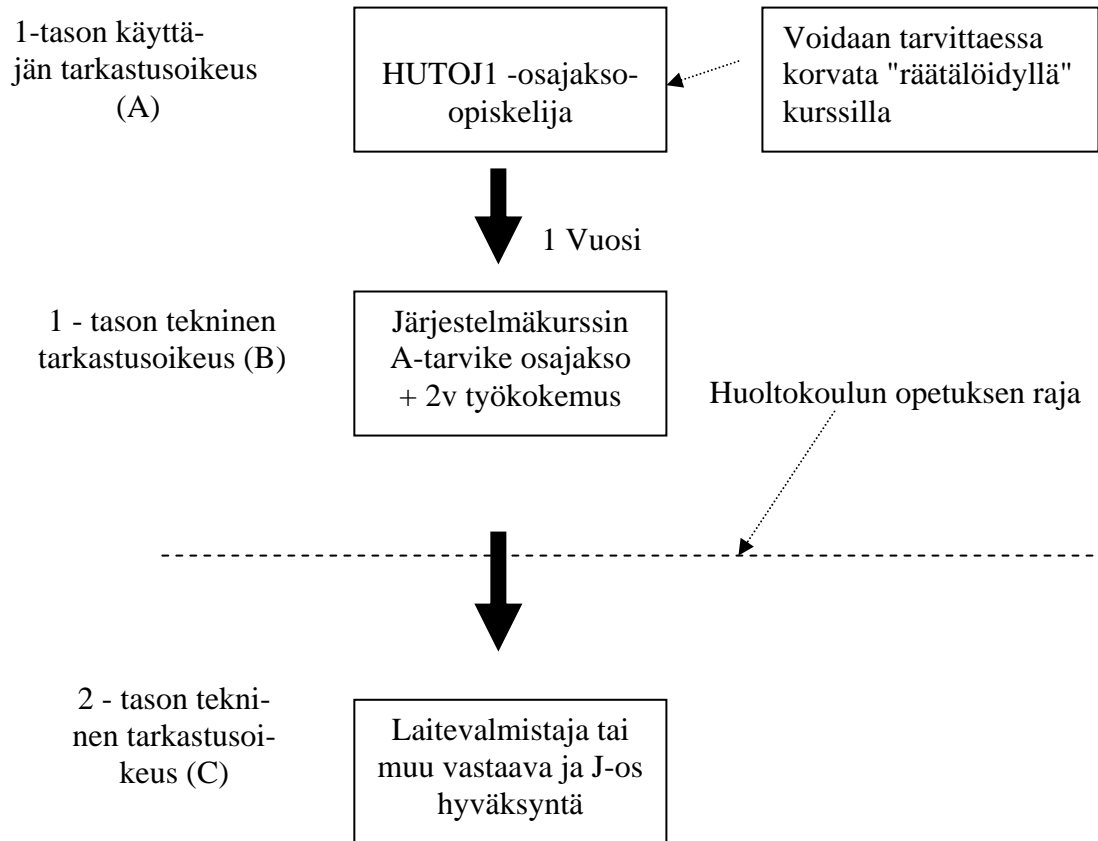 1-tason käyttä-
jän tarkastusoikeus
(A)
HUTOJ1 -osajakso-
opiskelija
Voidaan tarvittaessa
korvata "räätälöidyllä"
kurssilla
1 Vuosi
1 - tason tekninen
tarkastusoikeus (B)
Järjestelmäkurssin
A-tarvike osajakso
+ 2v työkokemus
Huoltokoulun opetuksen raja
2 - tason tekni-
nen tarkastusoi-
keus (C)
Laitevalmistaja tai
muu vastaava ja J-os
hyväksyntä